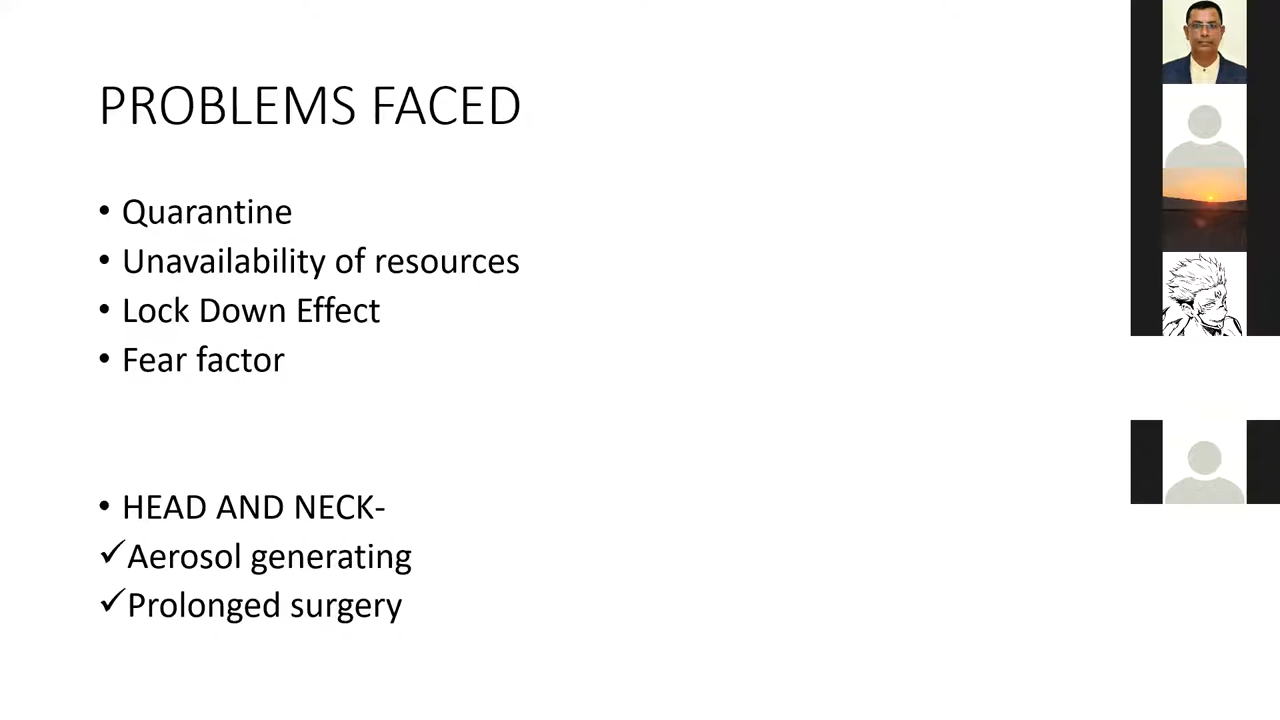 PROBLEMS FACED
• Quarantine
• Unavailability of resources
• Lock Down Effect
• Fear factor
• HEAD AND NECK-
✓Aerosol generating
✓Prolonged surgery